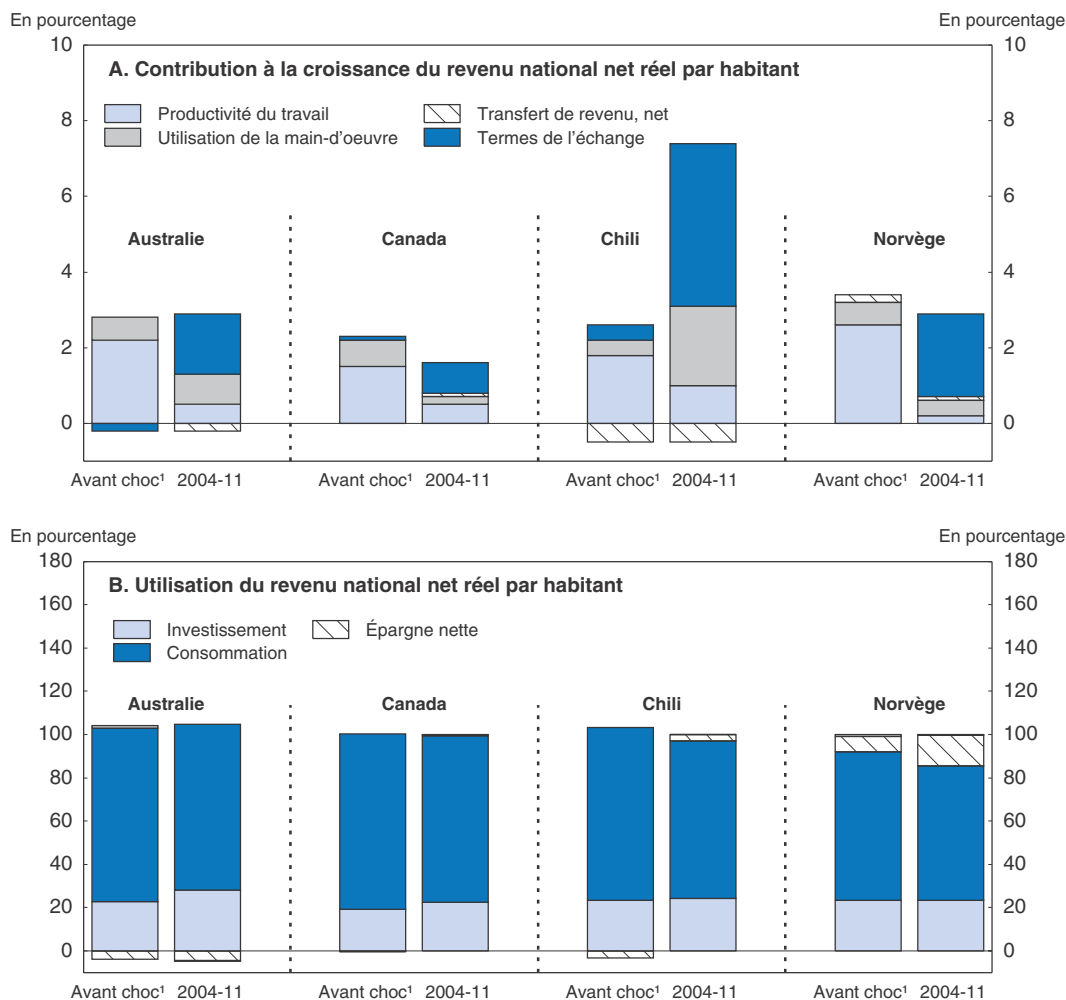 En pourcentage En pourcentage
10 10
A. Contribution à la croissance du revenu national net réel par habitant
Productivité du travail Transfert de revenu, net
8 8
Utilisation de la main-d'oeuvre Termes de l'échange
6 6
Australie Canada Chili Norvège
4 4
2 2
0 0
Avant choc¹ 2004-11 Avant choc¹ 2004-11 Avant choc¹ 2004-11 Avant choc¹ 2004-11
En pourcentage En pourcentage
180 180
B. Utilisation du revenu national net réel par habitant
160 160
Investissement Épargne nette
140 140
Consommation
120 120
Australie Canada Chili Norvège
100 100
80 80
60 60
40 40
20 20
0 0
Avant choc¹ 2004-11 Avant choc¹ 2004-11 Avant choc¹ 2004-11 Avant choc¹ 2004-11